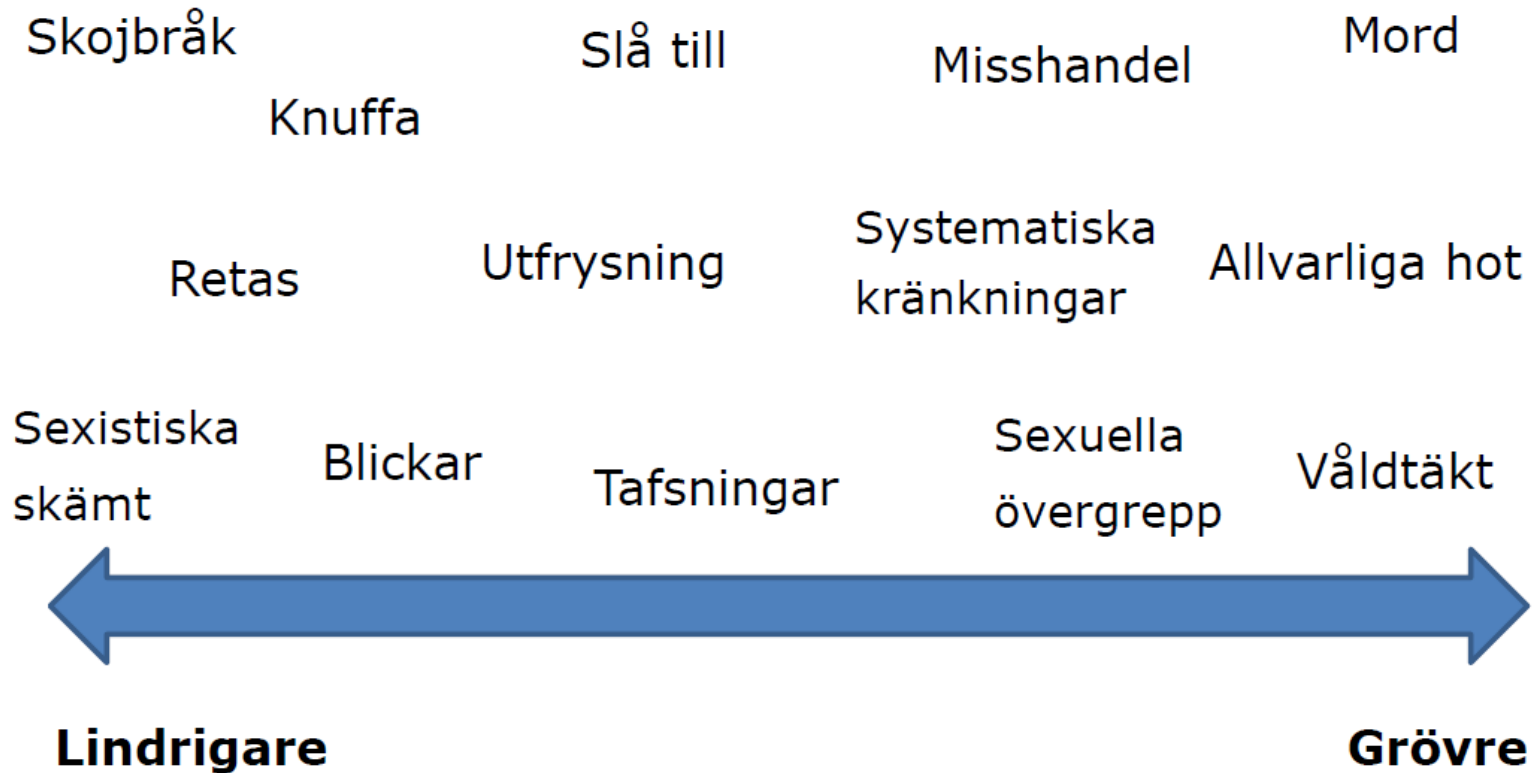 Skojbråk
Slå till
Misshandel
Mord
Knuffa
Retas
Utfrysning
Systematiska
kränkningar
Allvarliga hot
Sexistiska
skämt
Blickar
Tafsningar
Sexuella
övergrepp
Våldtäkt
Lindrigare
Grövre